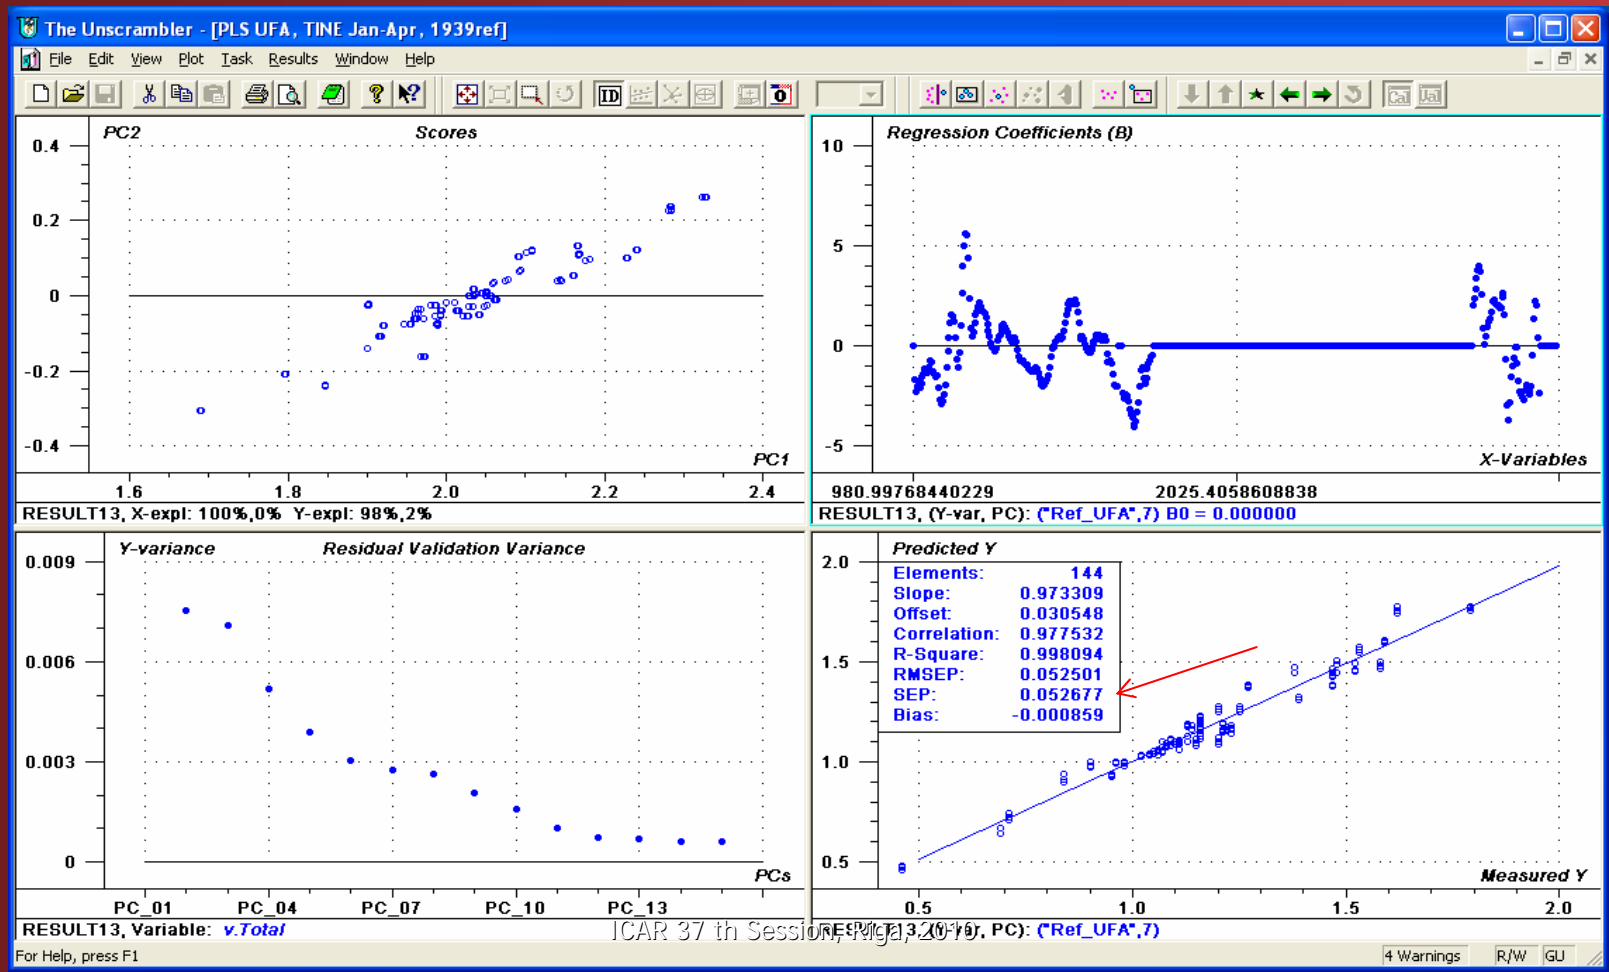 The Unscrambler - [PLS UFA, TINE Jan-Apr, 1939ref]
File Edit View Plot Task Results Window Help
ID
Cal Val
PC2 Scores
0.4
0.2
0
-0.2
-0.4
PC1
1.6 1.8 2.0 2.2 2.4
RESULT13, X-expl: 100%,0% Y-expl: 98%,2%
Regression Coefficients (B)
10
5
0
-5
X-Variables
980.99768440229 2025.4058608838
RESULT13, (Y-var, PC): ("Ref_UFA",7) B0 = 0.000000
Y-variance Residual Validation Variance
0.009
0.006
0.003
0
PCs
PC_01 PC_04 PC_07 PC_10 PC_13
RESULT13, Variable: v.Total
Predicted Y
2.0
1.5
1.0
0.5
Elements: 144
Slope: 0.973309
Offset: 0.030548
Correlation: 0.977532
R-Square: 0.998094
RMSEP: 0.052501
SEP: 0.052677
Bias: -0.000859
Measured Y
0.5 1.0 1.5 2.0
RESULT13, (Y-var, PC): ("Ref_UFA",7)
ICAR 37 th Session, Riga, 2010
For Help, press F1
4 Warnings R/W GU